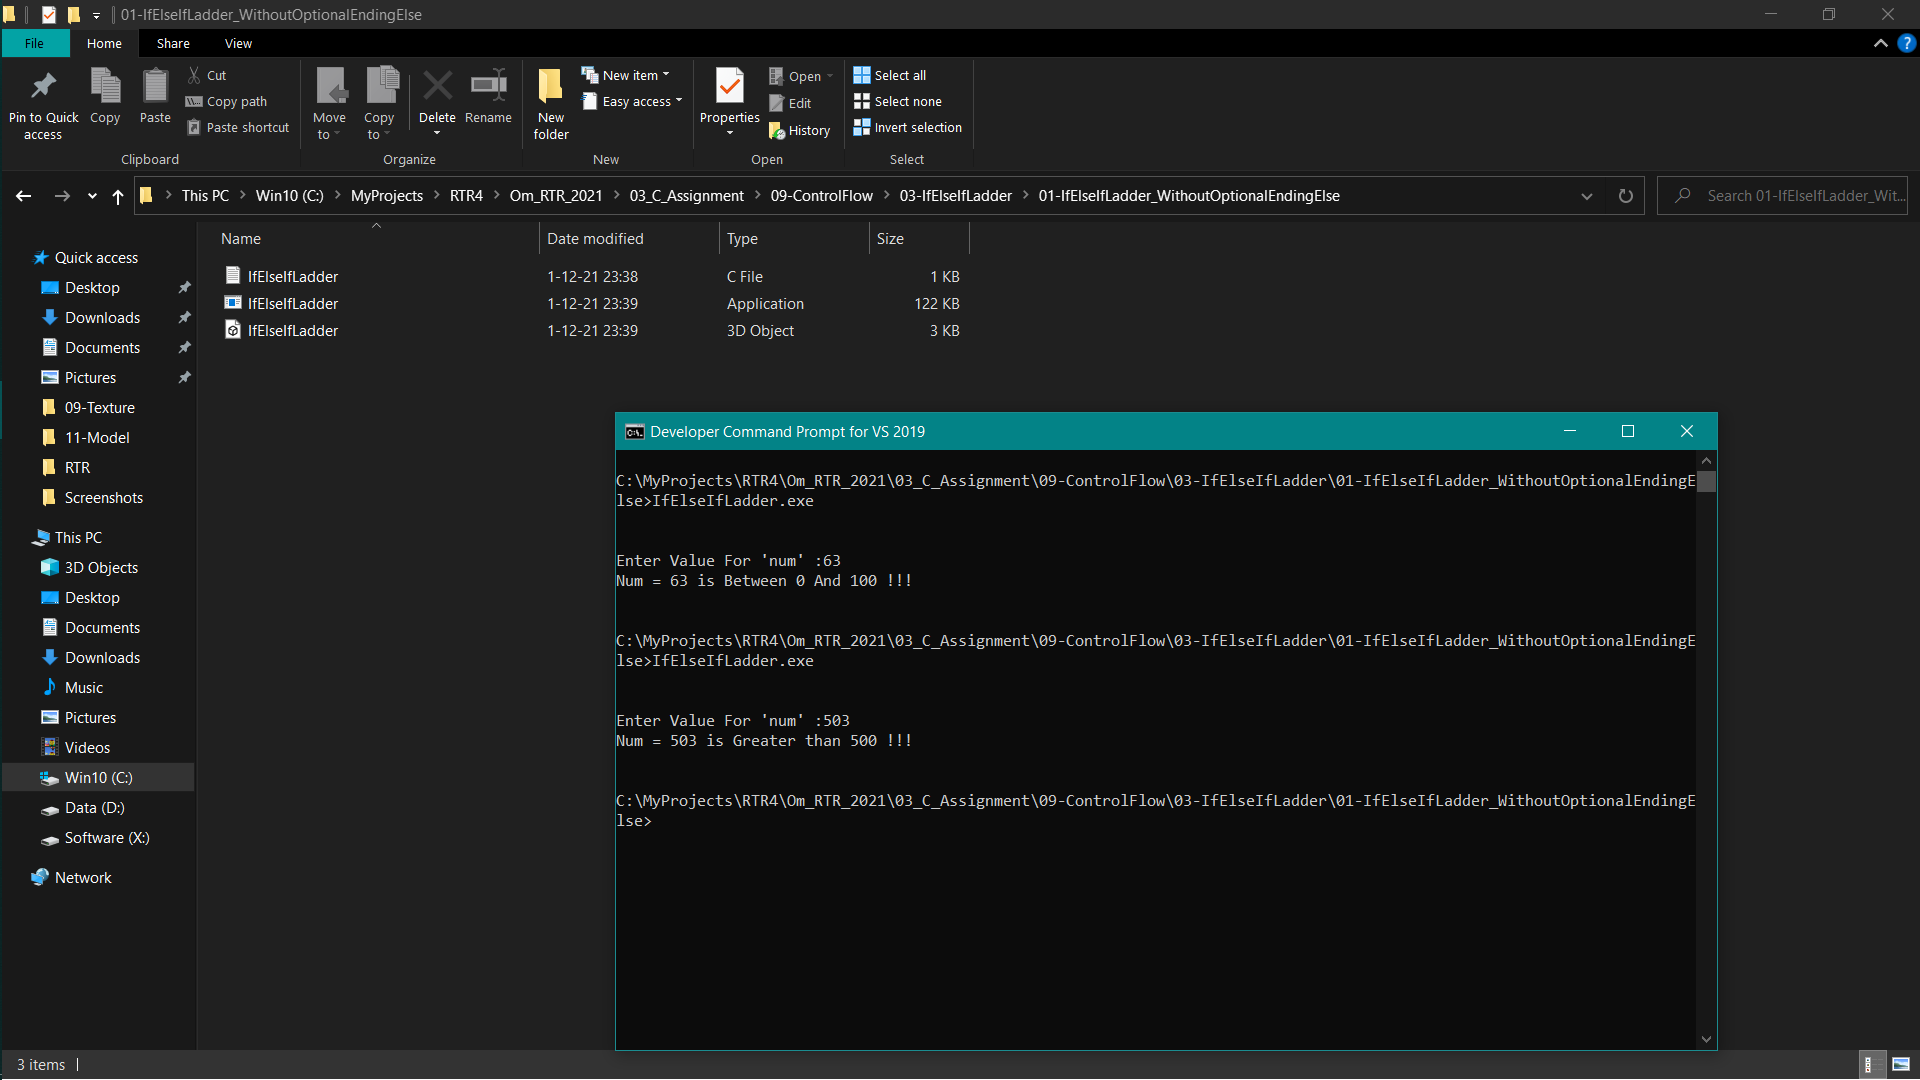 01-IfElseIfLadder_WithoutOptionalEndingElse
File Home Share View
Pin to Quick access
Copy
Paste
Cut
Copy path
Paste shortcut
Clipboard
Move to
Copy to
Delete
Rename
Organize
New folder
New item
Easy access
New
Properties
Open
Edit
History
Open
Select all
Select none
Invert selection
Select
This PC > Win10 (C:) > MyProjects > RTR4 > Om_RTR_2021 > 03_C_Assignment > 09-ControlFlow > 03-IfElseIfLadder > 01-IfElseIfLadder_WithoutOptionalEndingElse
Search 01-IfElseIfLadder_Wit...
Name Date modified Type Size
IfElseIfLadder 1-12-21 23:38 C File 1 KB
IfElseIfLadder 1-12-21 23:39 Application 122 KB
IfElseIfLadder 1-12-21 23:39 3D Object 3 KB
Quick access
Desktop
Downloads
Documents
Pictures
09-Texture
11-Model
RTR
Screenshots
This PC
3D Objects
Desktop
Documents
Downloads
Music
Pictures
Videos
Win10 (C:)
Data (D:)
Software (X:)
Network
Developer Command Prompt for VS 2019
C:\MyProjects\RTR4\Om_RTR_2021\03_C_Assignment\09-ControlFlow\03-IfElseIfLadder\01-IfElseIfLadder_WithoutOptionalEndingE
lse>IfElseIfLadder.exe
Enter Value For 'num' :63
Num = 63 is Between 0 And 100 !!!
C:\MyProjects\RTR4\Om_RTR_2021\03_C_Assignment\09-ControlFlow\03-IfElseIfLadder\01-IfElseIfLadder_WithoutOptionalEndingE
lse>IfElseIfLadder.exe
Enter Value For 'num' :503
Num = 503 is Greater than 500 !!!
C:\MyProjects\RTR4\Om_RTR_2021\03_C_Assignment\09-ControlFlow\03-IfElseIfLadder\01-IfElseIfLadder_WithoutOptionalEndingE
lse>
3 items